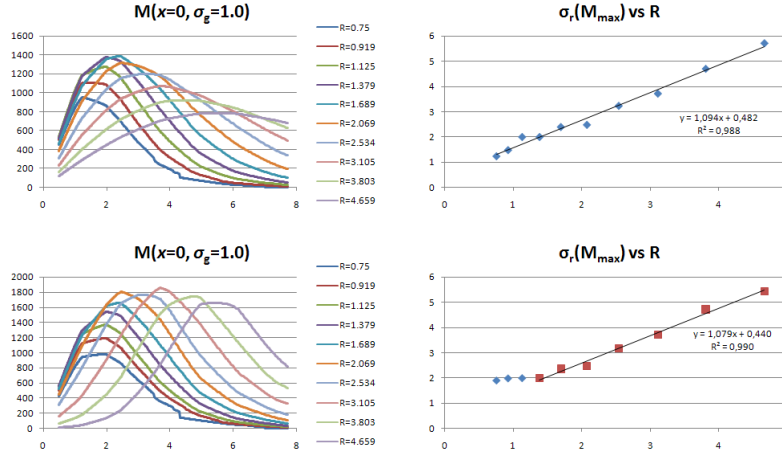 M(x=0, σg=1.0)
1600
1400
1200
1000
800
600
400
200
0
0 2 4 6 8
R=0.75
R=0.919
R=1.125
R=1.379
R=1.689
R=2.069
R=2.534
R=3.105
R=3.803
R=4.659
σr(Mmax) vs R
6
5
4
3
2
1
0
0 1 2 3 4
y = 1,094x + 0,482
R² = 0,988
M(x=0, σg=1.0)
2000
1800
1600
1400
1200
1000
800
600
400
200
0
0 2 4 6 8
R=0.75
R=0.919
R=1.125
R=1.379
R=1.689
R=2.069
R=2.534
R=3.105
R=3.803
R=4.659
σr(Mmax) vs R
6
5
4
3
2
1
0
0 1 2 3 4
y = 1,079x + 0,440
R² = 0,990